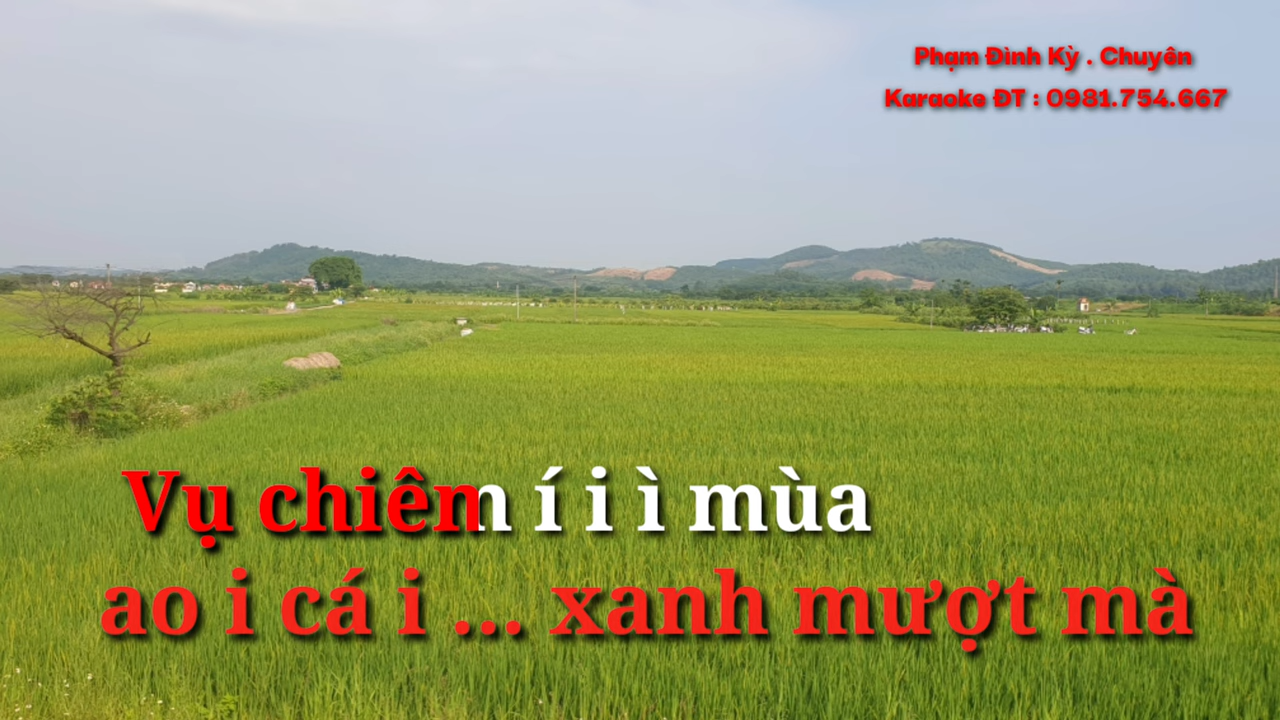 Phạm Đình Kỳ . Chuyên
Karaoke ĐT : 0981.754.667
Vụ chiêm í i ì mùa
ao i cá i ... xanh mượt mà